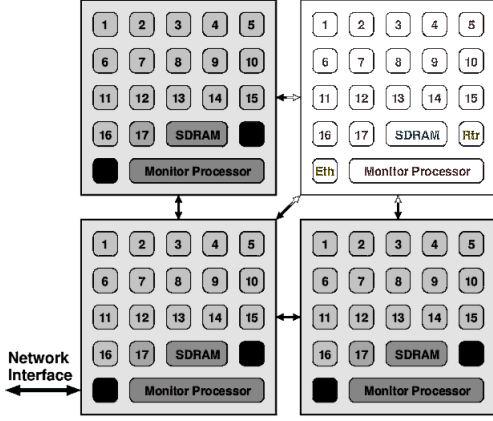 1 2 3 4 5
6 7 8 9 10
11 12 13 14 15
16 17 SDRAM
Monitor Processor
1 2 3 4 5
6 7 8 9 10
11 12 13 14 15
16 17 SDRAM Rtr
Eth Monitor Processor
1 2 3 4 5
6 7 8 9 10
11 12 13 14 15
16 17 SDRAM
Monitor Processor
1 2 3 4 5
6 7 8 9 10
11 12 13 14 15
16 17 SDRAM
Monitor Processor
Network
Interface